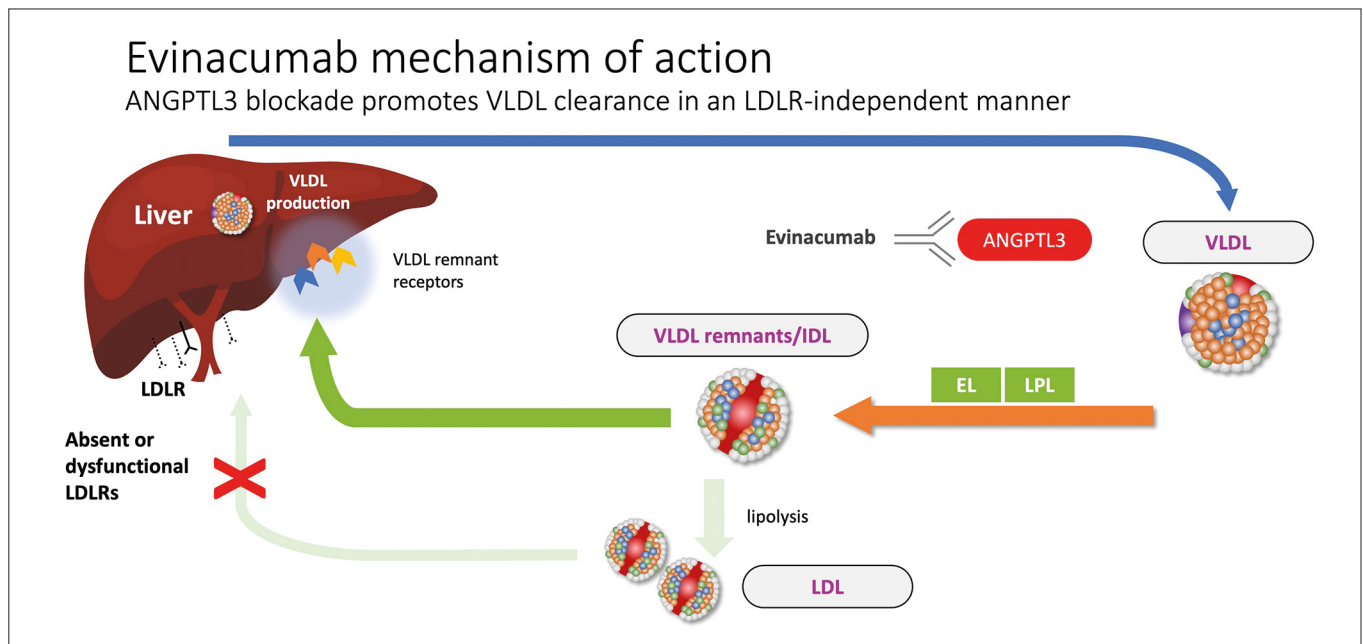 Evinacumab mechanism of action
ANGPTL3 blockade promotes VLDL clearance in an LDLR-independent manner
VLDL
production
Liver
VLDL remnant
receptors
Evinacumab
ANGPTL3
VLDL
VLDL remnants/IDL
EL
LPL
LDLR
Absent or
dysfunctional
LDLRs
lipolysis
LDL